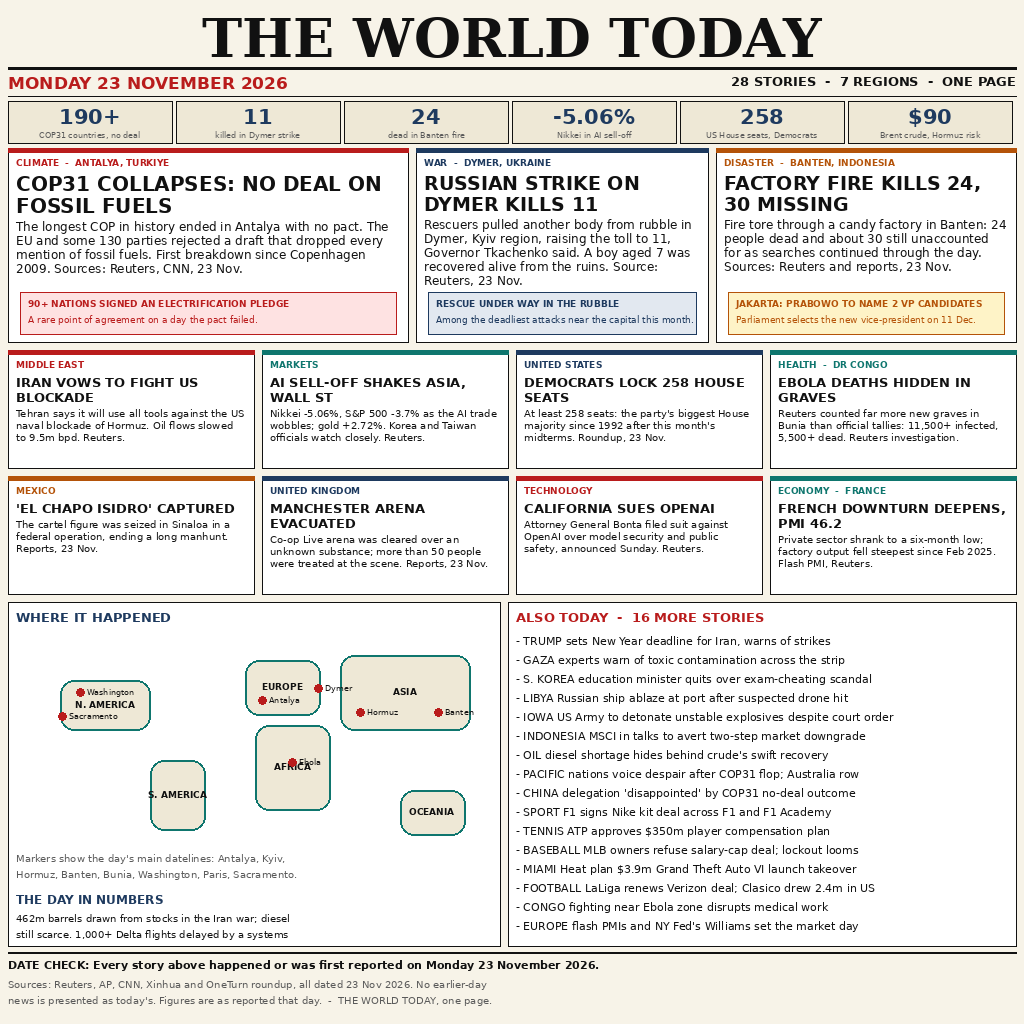 THE WORLD TODAY
MONDAY 23 NOVEMBER 2026
28 STORIES - 7 REGIONS - ONE PAGE
190+
COP31 countries, no deal
11
killed in Dymer strike
24
dead in Banten fire
-5.06%
Nikkei in AI sell-off
258
US House seats, Democrats
$90
Brent crude, Hormuz risk
CLIMATE - ANTALYA, TURKIYE
COP31 COLLAPSES: NO DEAL ON
FOSSIL FUELS
The longest COP in history ended in Antalya with no pact. The
EU and some 130 parties rejected a draft that dropped every
mention of fossil fuels. First breakdown since Copenhagen
2009. Sources: Reuters, CNN, 23 Nov.
90+ NATIONS SIGNED AN ELECTRIFICATION PLEDGE
A rare point of agreement on a day the pact failed.
WAR - DYMER, UKRAINE
RUSSIAN STRIKE ON
DYMER KILLS 11
Rescuers pulled another body from rubble in
Dymer, Kyiv region, raising the toll to 11,
Governor Tkachenko said. A boy aged 7 was
recovered alive from the ruins. Source:
Reuters, 23 Nov.
RESCUE UNDER WAY IN THE RUBBLE
Among the deadliest attacks near the capital this month.
DISASTER - BANTEN, INDONESIA
FACTORY FIRE KILLS 24,
30 MISSING
Fire tore through a candy factory in Banten: 24
people dead and about 30 still unaccounted
for as searches continued through the day.
Sources: Reuters and reports, 23 Nov.
JAKARTA: PRABOWO TO NAME 2 VP CANDIDATES
Parliament selects the new vice-president on 11 Dec.
MIDDLE EAST
IRAN VOWS TO FIGHT US
BLOCKADE
Tehran says it will use all tools against the US
naval blockade of Hormuz. Oil flows slowed
to 9.5m bpd. Reuters.
MARKETS
AI SELL-OFF SHAKES ASIA,
WALL ST
Nikkei -5.06%, S&P 500 -3.7% as the AI trade
wobbles; gold +2.72%. Korea and Taiwan
officials watch closely. Reuters.
UNITED STATES
DEMOCRATS LOCK 258 HOUSE
SEATS
At least 258 seats: the party's biggest House
majority since 1992 after this month's
midterms. Roundup, 23 Nov.
HEALTH - DR CONGO
EBOLA DEATHS HIDDEN IN
GRAVES
Reuters counted far more new graves in
Bunia than official tallies: 11,500+ infected,
5,500+ dead. Reuters investigation.
MEXICO
'EL CHAPO ISIDRO' CAPTURED
The cartel figure was seized in Sinaloa in a
federal operation, ending a long manhunt.
Reports, 23 Nov.
UNITED KINGDOM
MANCHESTER ARENA
EVACUATED
Co-op Live arena was cleared over an
unknown substance; more than 50 people
were treated at the scene. Reports, 23 Nov.
TECHNOLOGY
CALIFORNIA SUES OPENAI
Attorney General Bonta filed suit against
OpenAI over model security and public
safety, announced Sunday. Reuters.
ECONOMY - FRANCE
FRENCH DOWNTURN DEEPENS,
PMI 46.2
Private sector shrank to a six-month low;
factory output fell steepest since Feb 2025.
Flash PMI, Reuters.
WHERE IT HAPPENED
Washington
N. AMERICA
Sacramento
EUROPE
Dymer
Antalya
ASIA
Hormuz
Banten
Ebola
AFRICA
S. AMERICA
OCEANIA
Markers show the day's main datelines: Antalya, Kyiv,
Hormuz, Banten, Bunia, Washington, Paris, Sacramento.
THE DAY IN NUMBERS
462m barrels drawn from stocks in the Iran war; diesel
still scarce. 1,000+ Delta flights delayed by a systems
ALSO TODAY - 16 MORE STORIES
- TRUMP sets New Year deadline for Iran, warns of strikes
- GAZA experts warn of toxic contamination across the strip
- S. KOREA education minister quits over exam-cheating scandal
- LIBYA Russian ship ablaze at port after suspected drone hit
- IOWA US Army to detonate unstable explosives despite court order
- INDONESIA MSCI in talks to avert two-step market downgrade
- OIL diesel shortage hides behind crude's swift recovery
- PACIFIC nations voice despair after COP31 flop; Australia row
- CHINA delegation 'disappointed' by COP31 no-deal outcome
- SPORT F1 signs Nike kit deal across F1 and F1 Academy
- TENNIS ATP approves $350m player compensation plan
- BASEBALL MLB owners refuse salary-cap deal; lockout looms
- MIAMI Heat plan $3.9m Grand Theft Auto VI launch takeover
- FOOTBALL LaLiga renews Verizon deal; Clasico drew 2.4m in US
- CONGO fighting near Ebola zone disrupts medical work
- EUROPE flash PMIs and NY Fed's Williams set the market day
DATE CHECK: Every story above happened or was first reported on Monday 23 November 2026.
Sources: Reuters, AP, CNN, Xinhua and OneTurn roundup, all dated 23 Nov 2026. No earlier-day
news is presented as today's. Figures are as reported that day. - THE WORLD TODAY, one page.